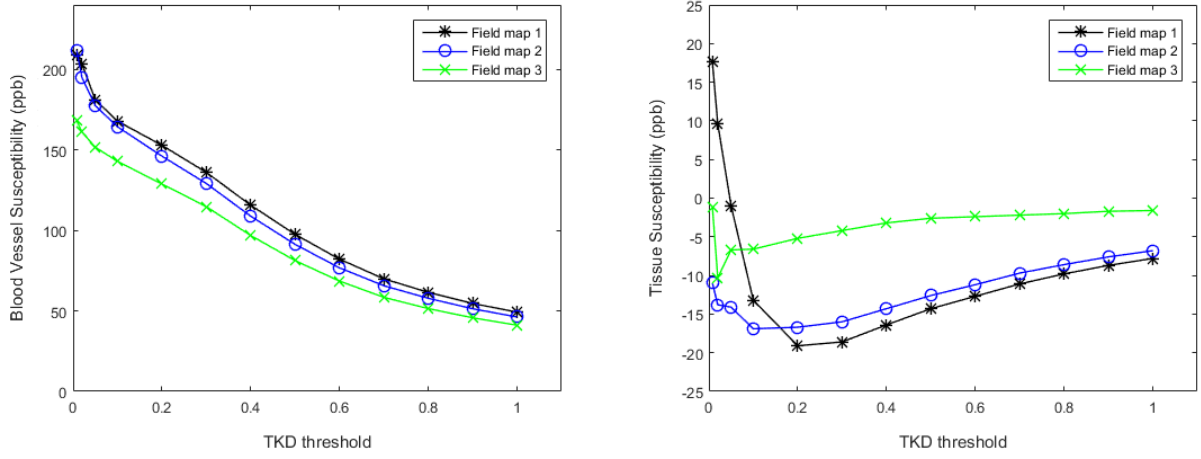 Blood Vessel Susceptibility (ppb)
200
150
100
50
0
0
0.2
0.4
0.6
0.8
1
TKD threshold
Field map 1
Field map 2
Field map 3
Tissue Susceptibility (ppb)
25
20
15
10
5
0
-5
-10
-15
-20
-25
0
0.2
0.4
0.6
0.8
1
TKD threshold
Field map 1
Field map 2
Field map 3